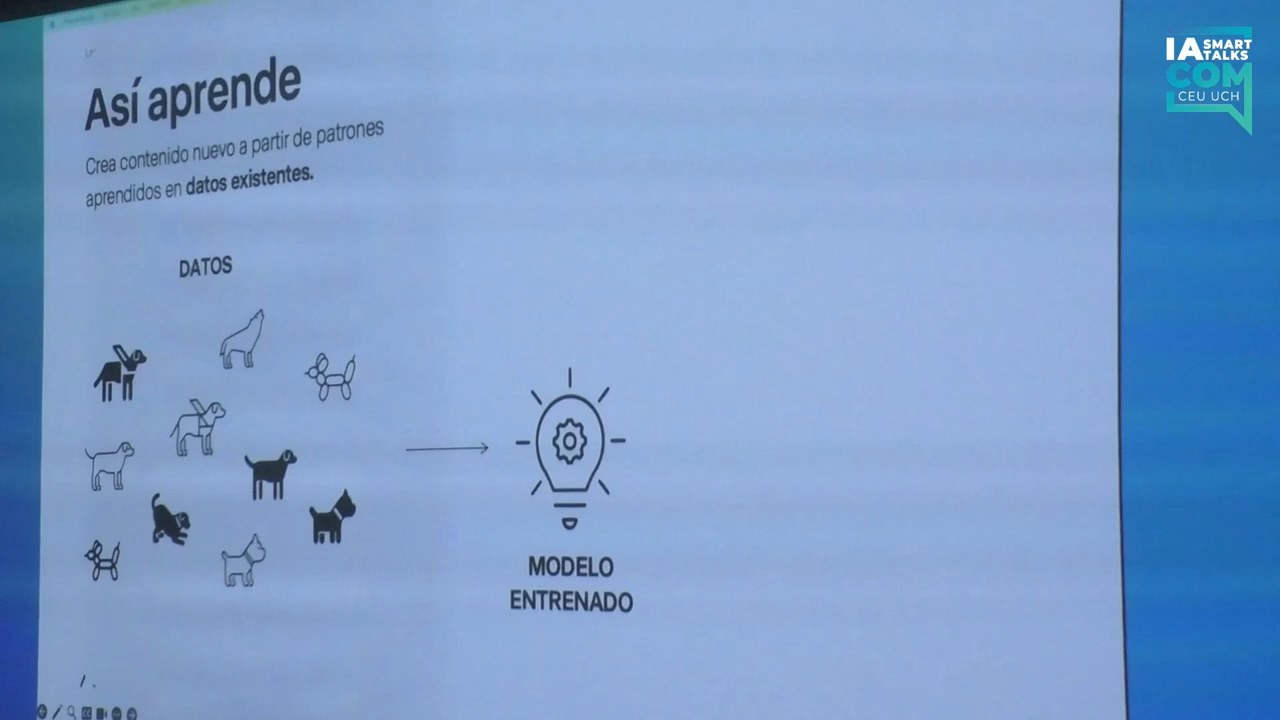 Así aprende
Crea contenido nuevo a partir de patrones
aprendidos en datos existentes.
DATOS
MODELO
ENTRENADO
IA SMART
TALKS
COM
CEU UCH